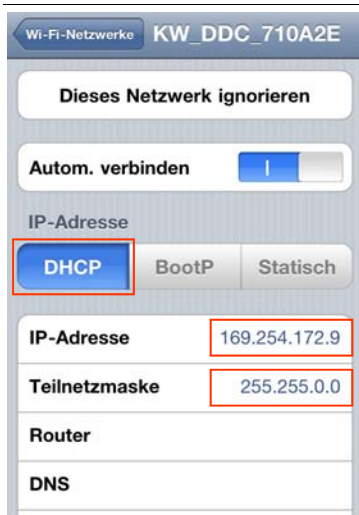 Wi-Fi-Netzwerke KW_DDC_710A2E
Dieses Netzwerk ignorieren
Autom. verbinden
IP-Adresse
DHCP BootP Statisch
IP-Adresse 169.254.172.9
Teilnetzmaske 255.255.0.0
Router
DNS